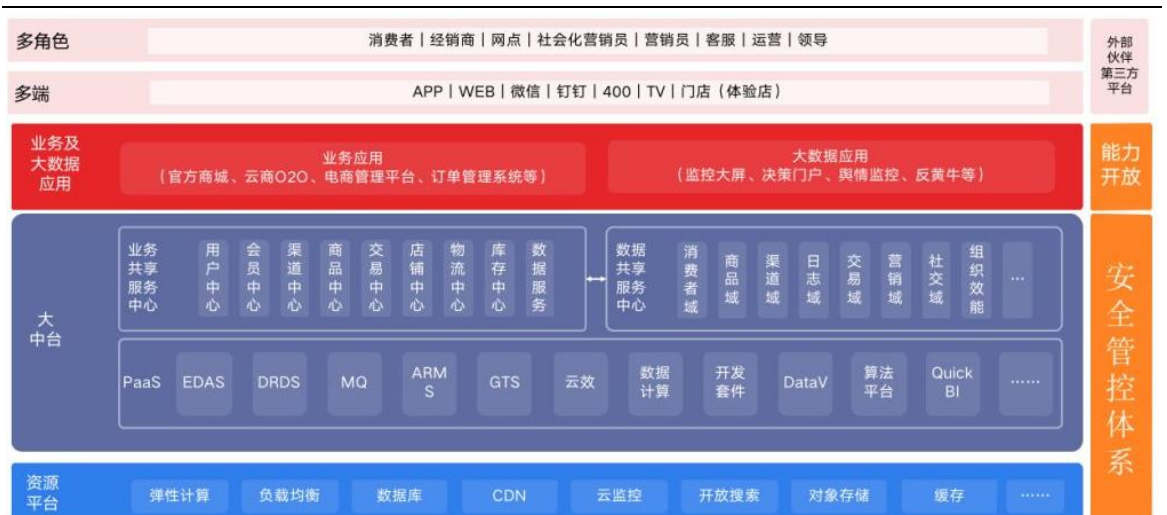 多角色
消费者 | 经销商 | 网点 | 社会化营销员 | 营销员 | 客服 | 运营 | 领导
外部
伙伴
第三方
平台
多端
APP | WEB | 微信 | 钉钉 | 400 | TV | 门店（体验店）
业务及
大数据
应用
业务应用
（官方商城、云商O2O、电商管理平台、订单管理系统等）
大数据应用
（监控大屏、决策门户、舆情监控、反黄牛等）
能力
开放
大
中台
业务
共享
服务
中心
用户中心
会员中心
渠道中心
商品中心
交易中心
店铺中心
物流中心
库存中心
数据服务
数据
共享
服务
中心
消费者域
商品域
渠道域
日志域
交易域
营销域
社交域
组织效能
...
PaaS
EDAS
DRDS
MQ
ARM
S
GTS
云效
数据
计算
开发
套件
DataV
算法
平台
Quick
BI
......
安全管控体系
资源
平台
弹性计算
负载均衡
数据库
CDN
云监控
开放搜索
对象存储
缓存
......